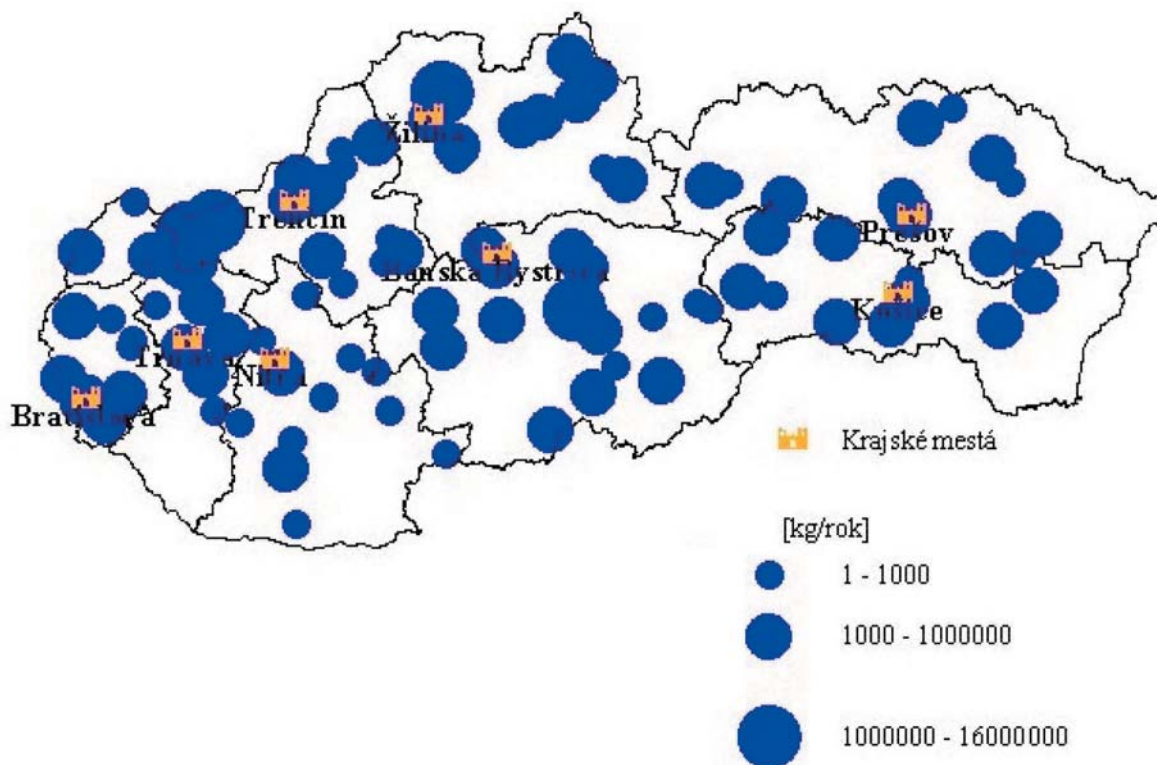 Žilina
Trenčín
Prešov
Banská Bystrica
Košice
Trnava
Nitra
Bratislava
Krajské mestá
[kg/rok]
1 - 1000
1000 - 1000000
1000000 - 16000000